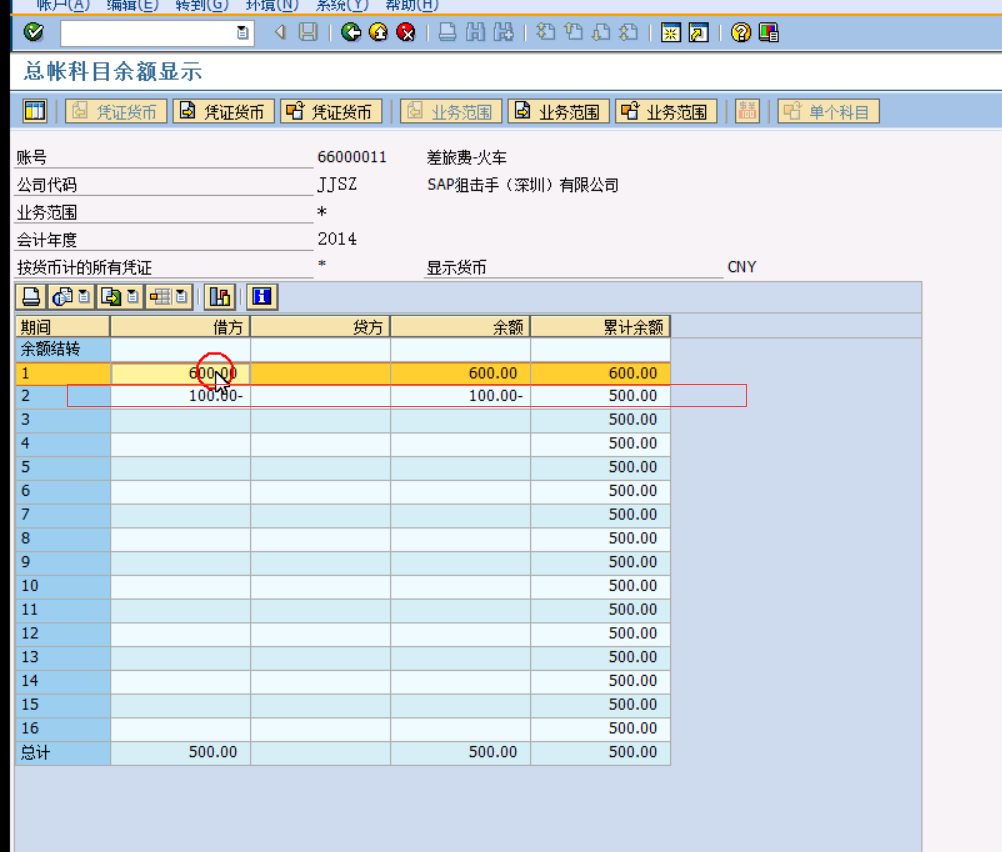 帐户(A) 编辑(E) 转到(G) 环境(N) 系统(Y) 帮助(H)
总帐科目余额显示
凭证货币 凭证货币 凭证货币 业务范围 业务范围 业务范围 单个科目
账号 66000011 差旅费-火车
公司代码 JJSZ SAP狙击手（深圳）有限公司
业务范围 *
会计年度 2014
按货币计的所有凭证 * 显示货币 CNY
期间 借方 贷方 余额 累计余额
余额结转
1 600.00 600.00 600.00
2 100.00- 100.00- 500.00
3 500.00
4 500.00
5 500.00
6 500.00
7 500.00
8 500.00
9 500.00
10 500.00
11 500.00
12 500.00
13 500.00
14 500.00
15 500.00
16 500.00
总计 500.00 500.00 500.00